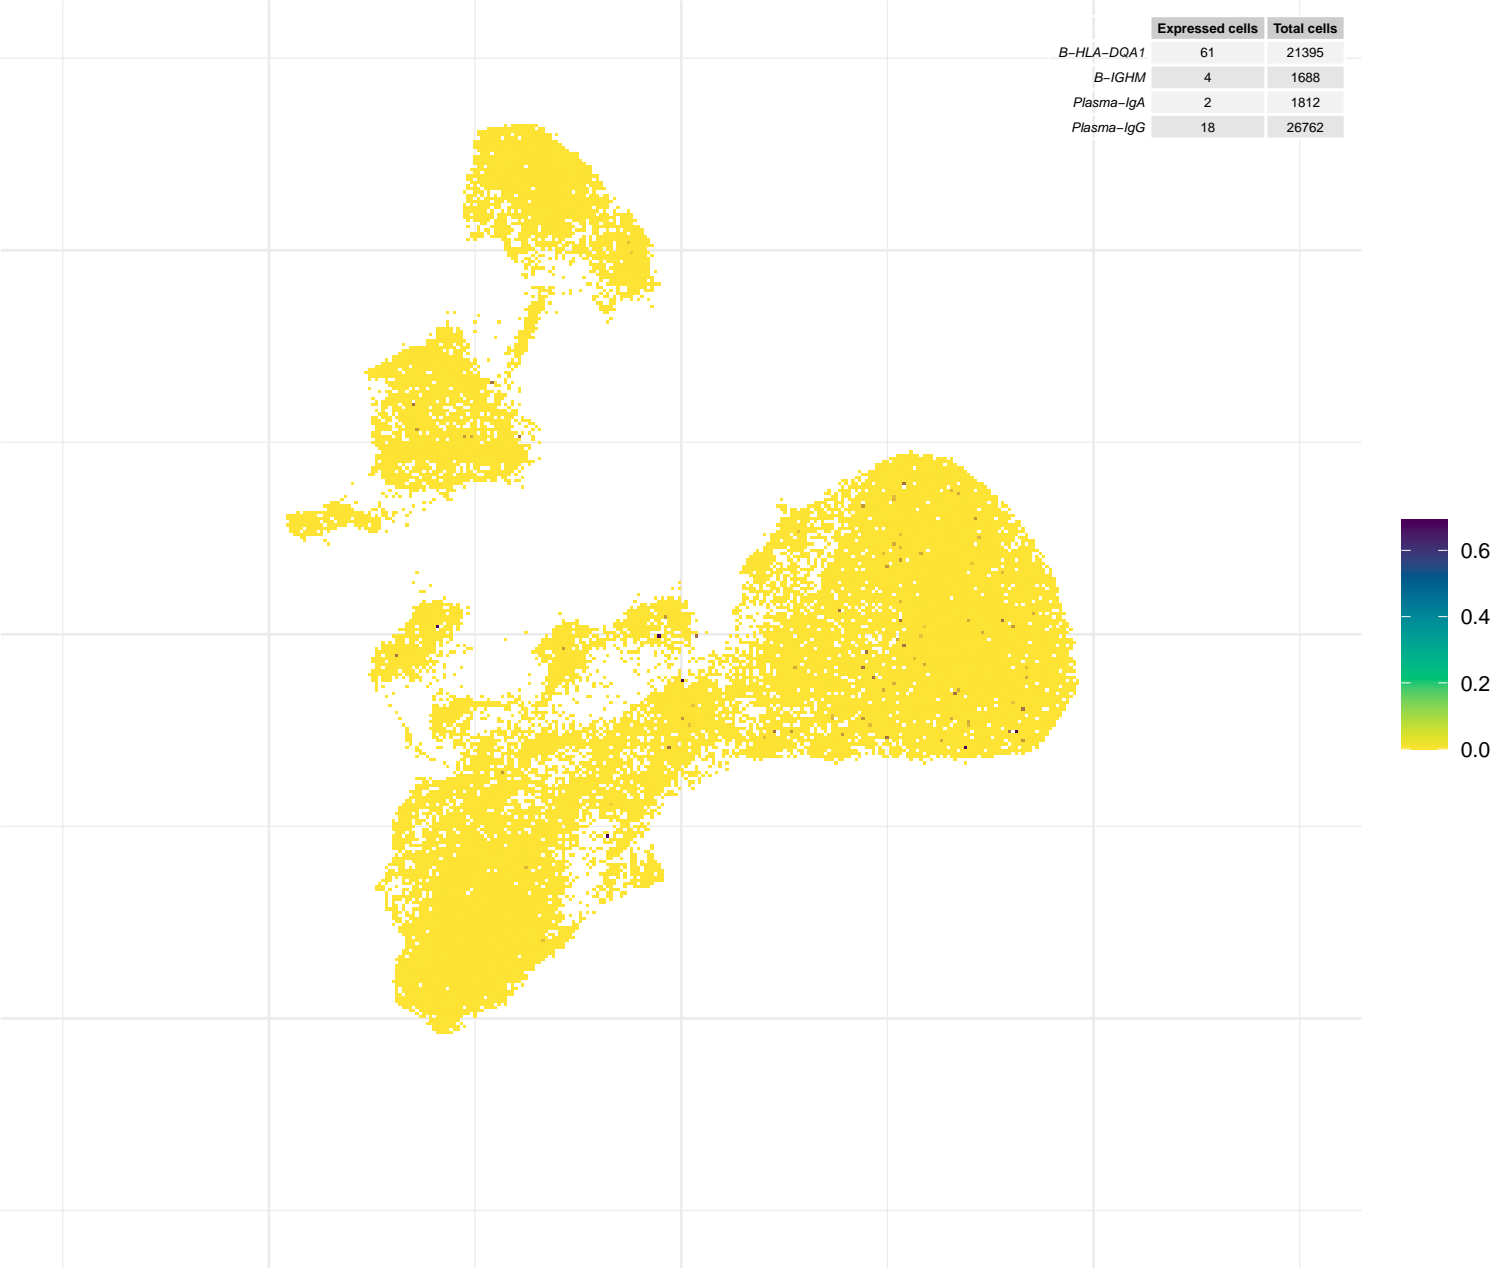 Expressed cells Total cells
B−HLA−DQA1 61 21395
B−IGHM 4 1688
Plasma−IgA 2 1812
Plasma−IgG 18 26762
0.6
0.4
0.2
0.0